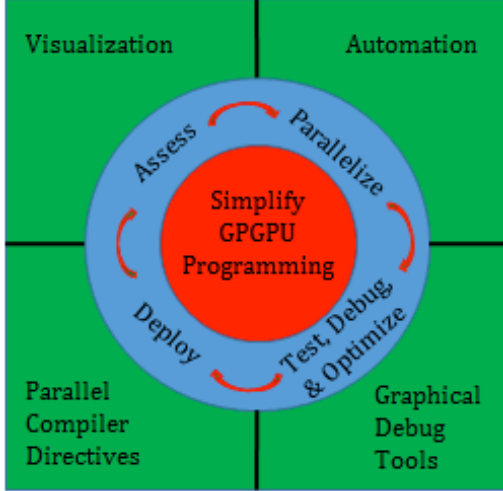 Visualization
Automation
Assess
Parallelize
Simplify
GPGPU
Programming
Deploy
Test, Debug,
& Optimize
Parallel
Compiler
Directives
Graphical
Debug
Tools